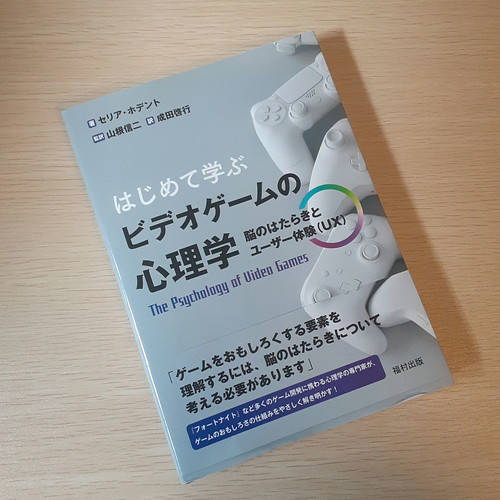 著 セリア・ホデント
監訳 山根信二 訳 成田啓行
はじめて学ぶ
ビデオゲームの
心理学
脳のはたらきと
ユーザー体験（UX）
The Psychology of Video Games
「ゲームをおもしろくする要素を
理解するには、脳のはたらきについて
考える必要があります」
『フォートナイト』など多くのゲーム開発に携わる心理学の専門家が、
ゲームのおもしろさの仕組みをやさしく解き明かす！
福村出版